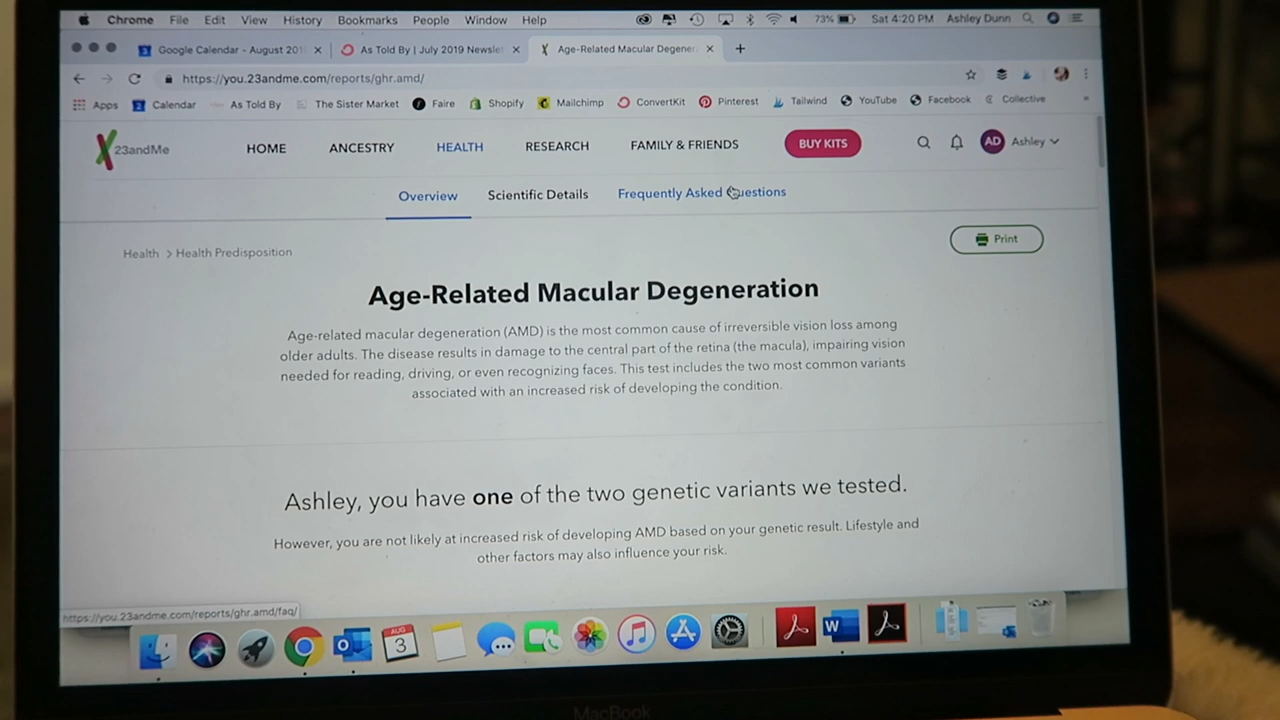 Chrome File Edit View History Bookmarks People Window Help 73% Sat 4:20 PM Ashley Dunn
Google Calendar - August 201 × As Told By | July 2019 Newslet × Age-Related Macular Degener × +
https://you.23andme.com/reports/ghr.amd/
Apps Calendar As Told By The Sister Market Faire Shopify Mailchimp ConvertKit Pinterest Tailwind YouTube Facebook Collective »
23andMe HOME ANCESTRY HEALTH RESEARCH FAMILY & FRIENDS BUY KITS AD Ashley
Overview Scientific Details Frequently Asked Questions
Health > Health Predisposition
Print
Age-Related Macular Degeneration
Age-related macular degeneration (AMD) is the most common cause of irreversible vision loss among
older adults. The disease results in damage to the central part of the retina (the macula), impairing vision
needed for reading, driving, or even recognizing faces. This test includes the two most common variants
associated with an increased risk of developing the condition.
Ashley, you have one of the two genetic variants we tested.
However, you are not likely at increased risk of developing AMD based on your genetic result. Lifestyle and
other factors may also influence your risk.
https://you.23andme.com/reports/ghr.amd/faq/
AUG
3
W
MacBook